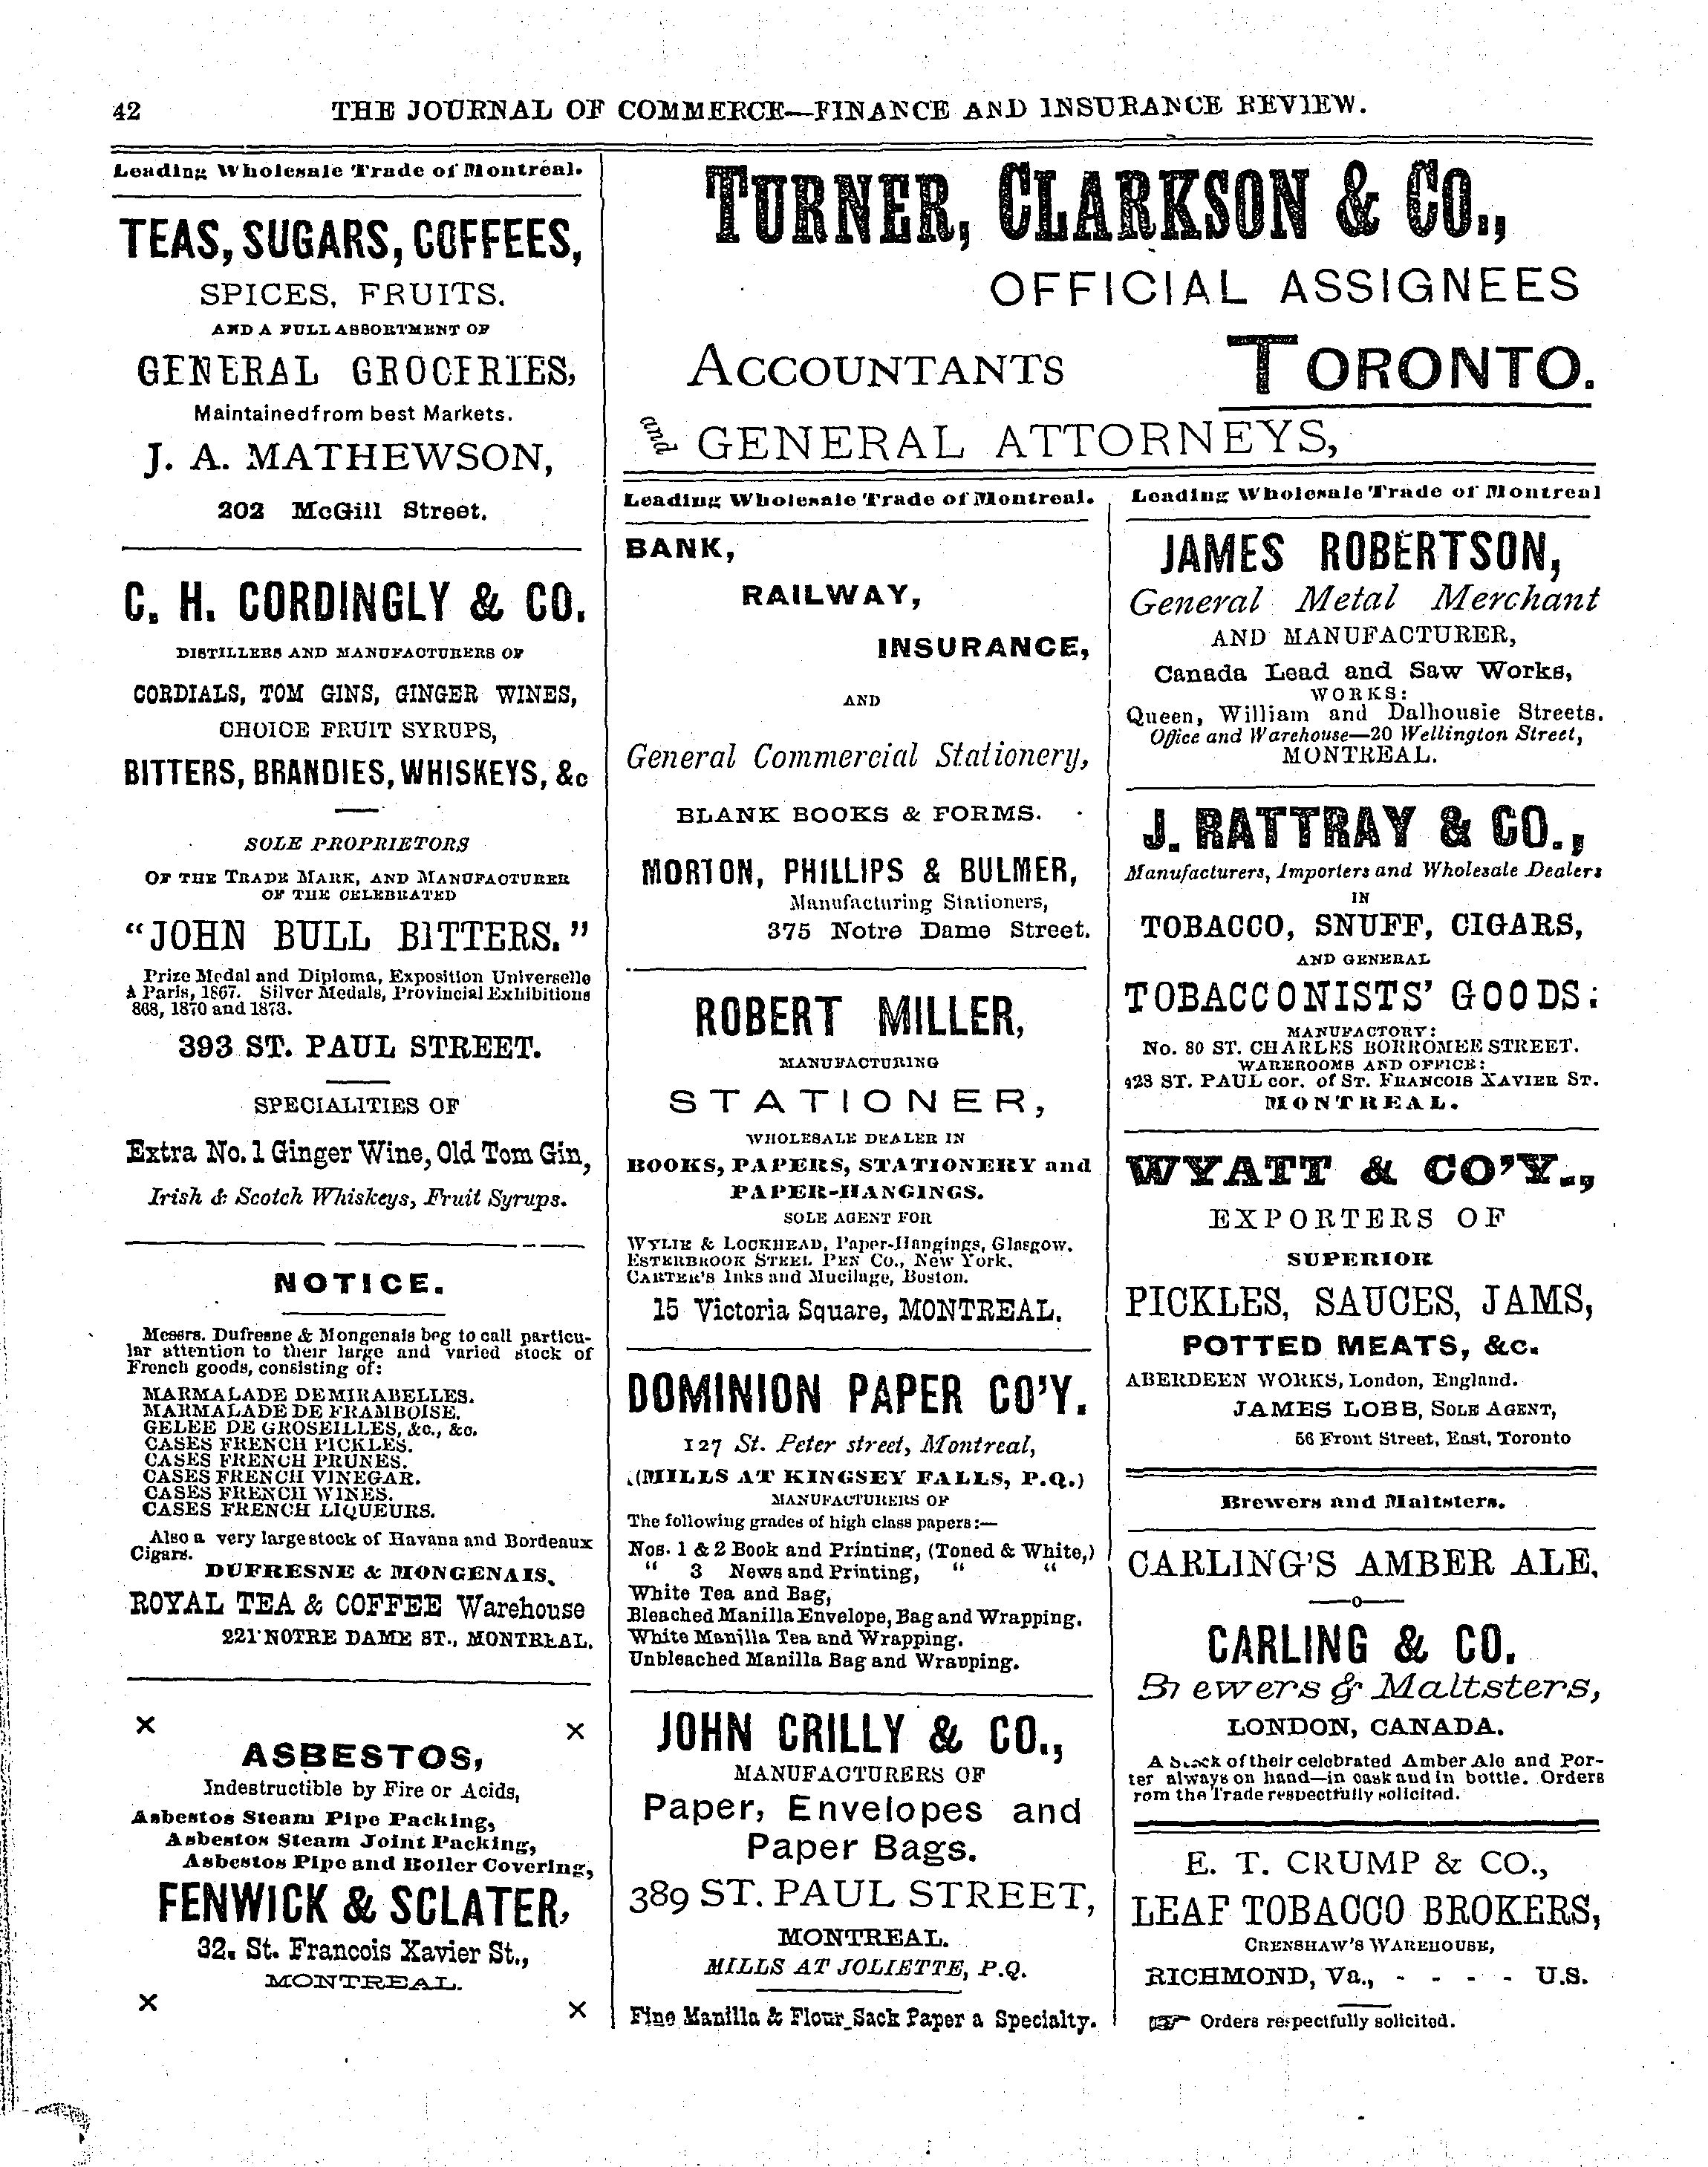 42 THE JOURNAL OF COMMERCE—FINANCE AND INSURANCE REVIEW.
Leading Wholesale Trade of Montreal.
TEAS, SUGARS, COFFEES,
SPICES, FRUITS.
AND A FULL ASSORTMENT OF
GENERAL GROCERIES,
Maintained from best Markets.
J. A. MATHEWSON,
202 McGill Street.
C. H. CORDINGLY & CO.
DISTILLERS AND MANUFACTURERS OF
CORDIALS, TOM GINS, GINGER WINES,
CHOICE FRUIT SYRUPS,
BITTERS, BRANDIES, WHISKEYS, &c
SOLE PROPRIETORS
OF THE TRADE MARK, AND MANUFACTURER
OF THE CELEBRATED
"JOHN BULL BITTERS."
Prize Medal and Diploma, Exposition Universelle
à Paris, 1867. Silver Medals, Provincial Exhibitions
868, 1870 and 1873.
393 ST. PAUL STREET.
SPECIALITIES OF
Extra No. 1 Ginger Wine, Old Tom Gin,
Irish & Scotch Whiskeys, Fruit Syrups.
NOTICE.
Messrs. Dufresne & Mongenais beg to call particu-
lar attention to their large and varied stock of
French goods, consisting of:
MARMALADE DE MIRABELLES.
MARMALADE DE FRAMBOISE.
GELEE DE GROSEILLES, &c., &c.
CASES FRENCH PICKLES.
CASES FRENCH PRUNES.
CASES FRENCH VINEGAR.
CASES FRENCH WINES.
CASES FRENCH LIQUEURS.
Also a very large stock of Havana and Bordeaux
Cigars.
DUFRESNE & MONGENAIS,
ROYAL TEA & COFFEE Warehouse
221 NOTRE DAME ST., MONTREAL.
x x
ASBESTOS,
Indestructible by Fire or Acids,
Asbestos Steam Pipe Packing,
Asbestos Steam Joint Packing,
Asbestos Pipe and Boiler Covering,
FENWICK & SCLATER,
32. St. Francois Xavier St.,
MONTREAL.
x x
TURNER, CLARKSON & CO.,
OFFICIAL ASSIGNEES
ACCOUNTANTS TORONTO.
and GENERAL ATTORNEYS,
Leading Wholesale Trade of Montreal.
BANK,
RAILWAY,
INSURANCE,
AND
General Commercial Stationery,
BLANK BOOKS & FORMS.
MORTON, PHILLIPS & BULMER,
Manufacturing Stationers,
375 Notre Dame Street.
ROBERT MILLER,
MANUFACTURING
STATIONER,
WHOLESALE DEALER IN
BOOKS, PAPERS, STATIONERY and
PAPER-HANGINGS.
SOLE AGENT FOR
WYLIE & LOCKHEAD, Paper-Hangings, Glasgow.
ESTERBROOK STEEL PEN CO., New York.
CARTER'S Inks and Mucilage, Boston.
15 Victoria Square, MONTREAL.
DOMINION PAPER CO'Y.
127 St. Peter street, Montreal,
(MILLS AT KINGSEY FALLS, P.Q.)
MANUFACTURERS OF
The following grades of high class papers:—
Nos. 1 & 2 Book and Printing, (Toned & White,)
" 3 News and Printing, " "
White Tea and Bag,
Bleached Manilla Envelope, Bag and Wrapping.
White Manilla Tea and Wrapping.
Unbleached Manilla Bag and Wrapping.
JOHN CRILLY & CO.,
MANUFACTURERS OF
Paper, Envelopes and
Paper Bags.
389 ST. PAUL STREET,
MONTREAL.
MILLS AT JOLIETTE, P.Q.
Fine Manilla & Flour Sack Paper a Specialty.
Leading Wholesale Trade of Montreal
JAMES ROBERTSON,
General Metal Merchant
AND MANUFACTURER,
Canada Lead and Saw Works,
WORKS:
Queen, William and Dalhousie Streets.
Office and Warehouse—20 Wellington Street,
MONTREAL.
J. RATTRAY & CO.,
Manufacturers, Importers and Wholesale Dealers
IN
TOBACCO, SNUFF, CIGARS,
AND GENERAL
TOBACCONISTS' GOODS:
MANUFACTORY:
No. 80 ST. CHARLES BORROMEE STREET.
WAREROOMS AND OFFICE:
423 ST. PAUL cor. of ST. FRANCOIS XAVIER ST.
MONTREAL.
WYATT & CO'Y.,
EXPORTERS OF
SUPERIOR
PICKLES, SAUCES, JAMS,
POTTED MEATS, &c.
ABERDEEN WORKS, London, England.
JAMES LOBB, SOLE AGENT,
56 Front Street, East, Toronto
Brewers and Maltsters.
CARLING'S AMBER ALE.
—o—
CARLING & CO.
Brewers & Maltsters,
LONDON, CANADA.
A Stock of their celebrated Amber Ale and Por-
ter always on hand—in cask and in bottle. Orders
rom the Trade respectfully solicited.
E. T. CRUMP & CO.,
LEAF TOBACCO BROKERS,
CRENSHAW'S WAREHOUSE,
RICHMOND, Va., - - - - U.S.
☞ Orders respectfully solicited.